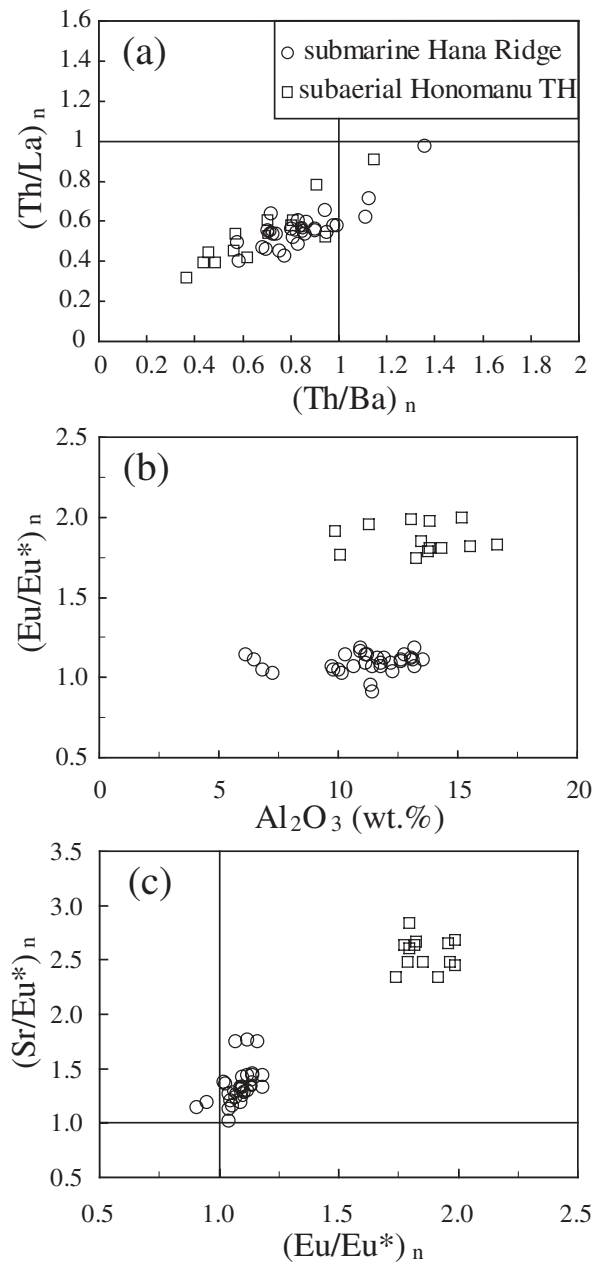 (a)
○ submarine Hana Ridge
□ subaerial Honomanu TH
(Th/La) n
1.6
1.4
1.2
1
0.8
0.6
0.4
0.2
0
0 0.2 0.4 0.6 0.8 1 1.2 1.4 1.6 1.8 2
(Th/Ba) n
(b)
(Eu/Eu*) n
2.5
2.0
1.5
1.0
0.5
0 5 10 15 20
Al₂O₃ (wt.%)
(c)
(Sr/Eu*) n
3.5
3.0
2.5
2.0
1.5
1.0
0.5
0.5 1.0 1.5 2.0 2.5
(Eu/Eu*) n